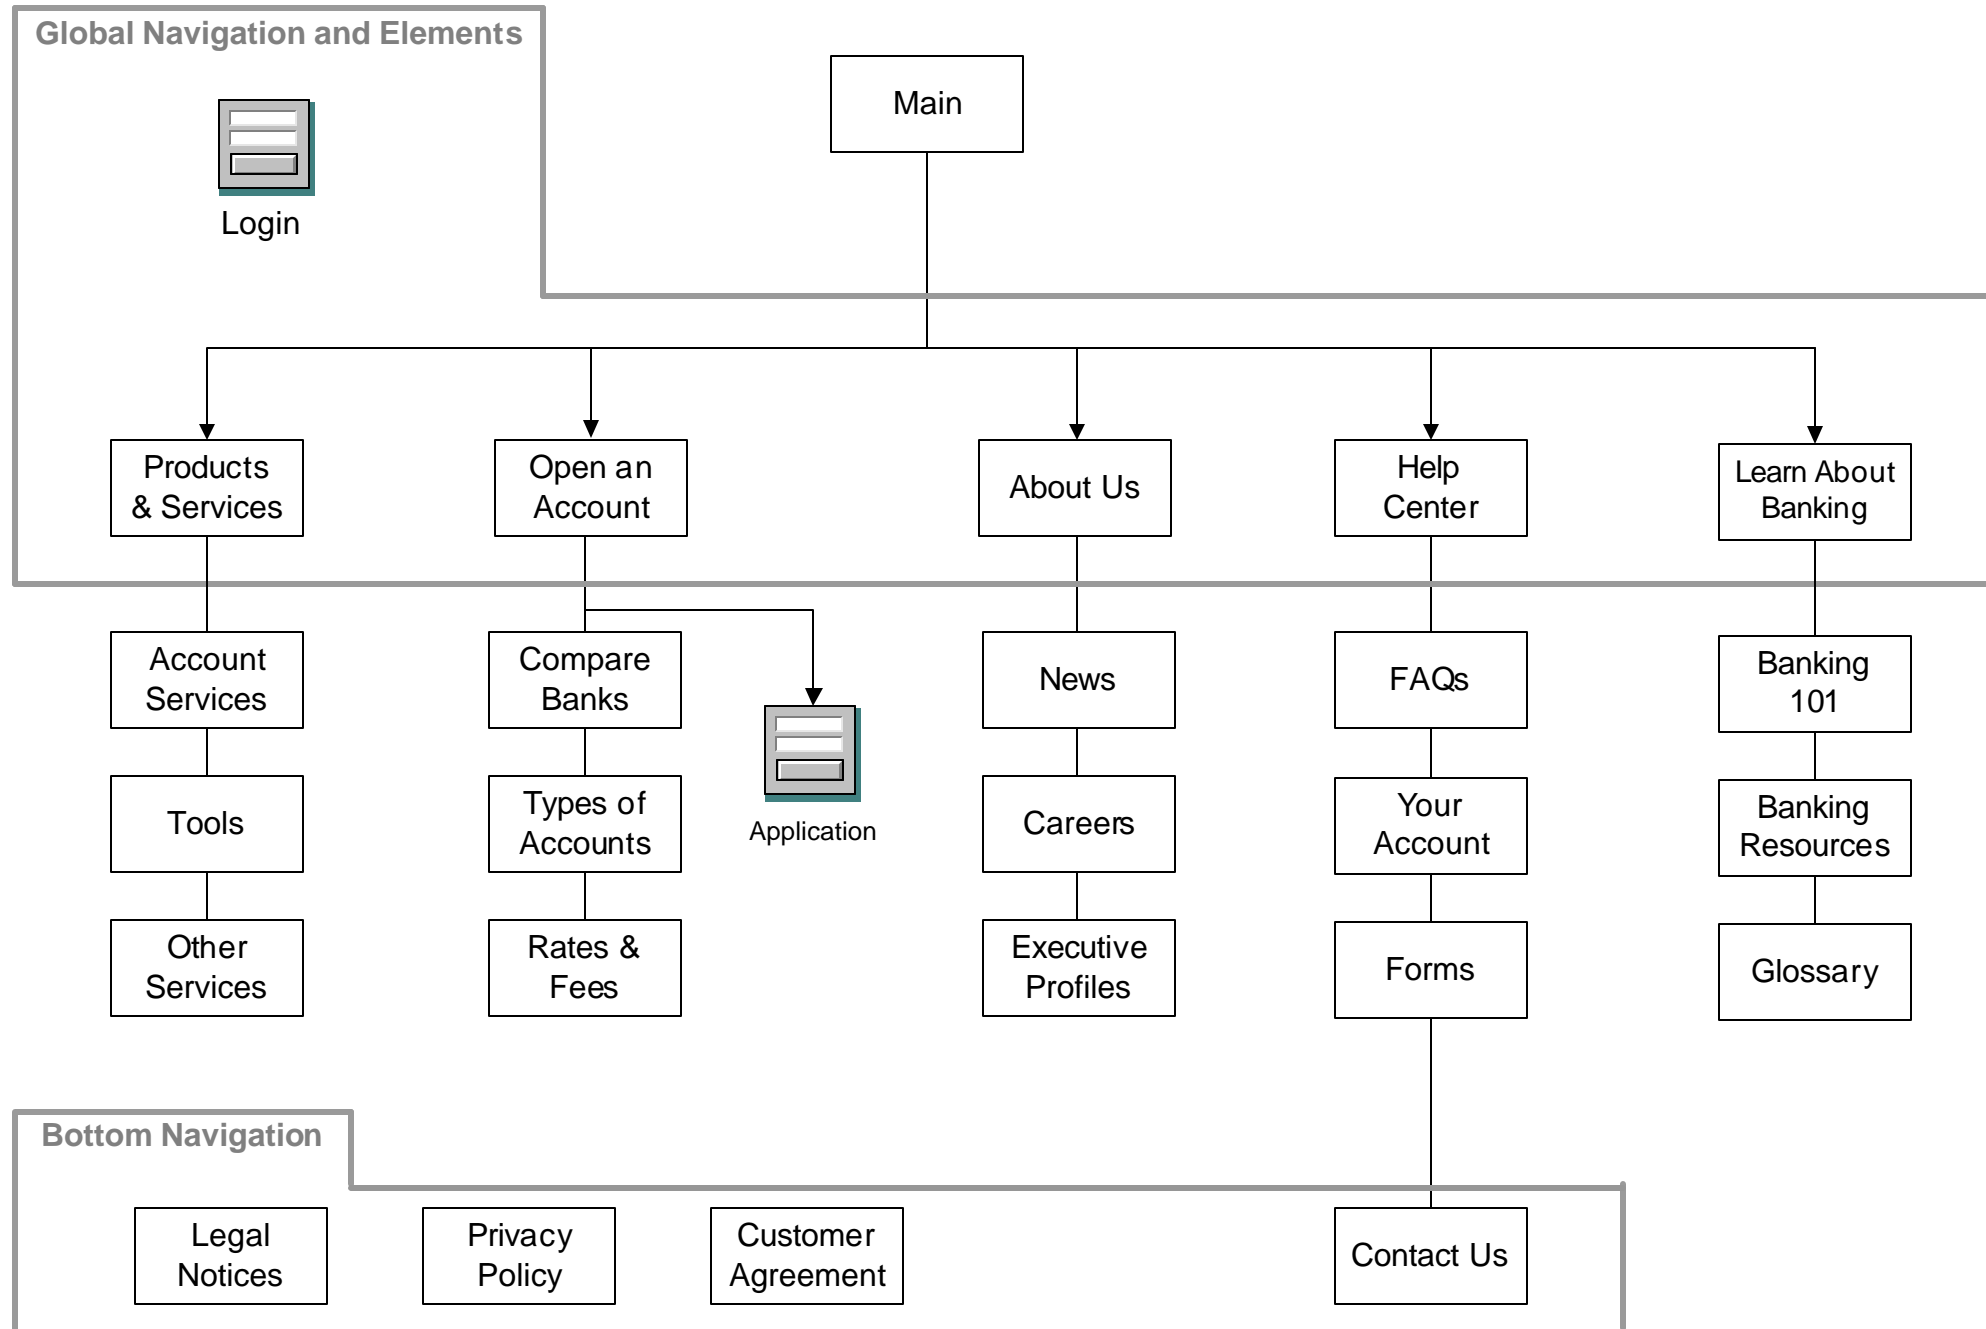 Global Navigation and Elements
Main
Login
Products
& Services
Open an
Account
About Us
Help
Center
Learn About
Banking
Account
Services
Compare
Banks
News
FAQs
Banking
101
Tools
Types of
Accounts
Application
Careers
Your
Account
Banking
Resources
Other
Services
Rates &
Fees
Executive
Profiles
Forms
Glossary
Bottom Navigation
Legal
Notices
Privacy
Policy
Customer
Agreement
Contact Us